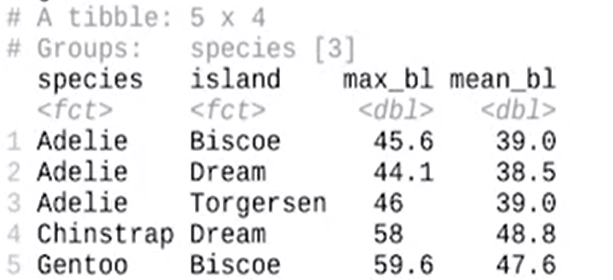 # A tibble: 5 x 4
# Groups: species [3]
species island max_bl mean_bl
<fct> <fct> <dbl> <dbl>
1 Adelie Biscoe 45.6 39.0
2 Adelie Dream 44.1 38.5
3 Adelie Torgersen 46 39.0
4 Chinstrap Dream 58 48.8
5 Gentoo Biscoe 59.6 47.6